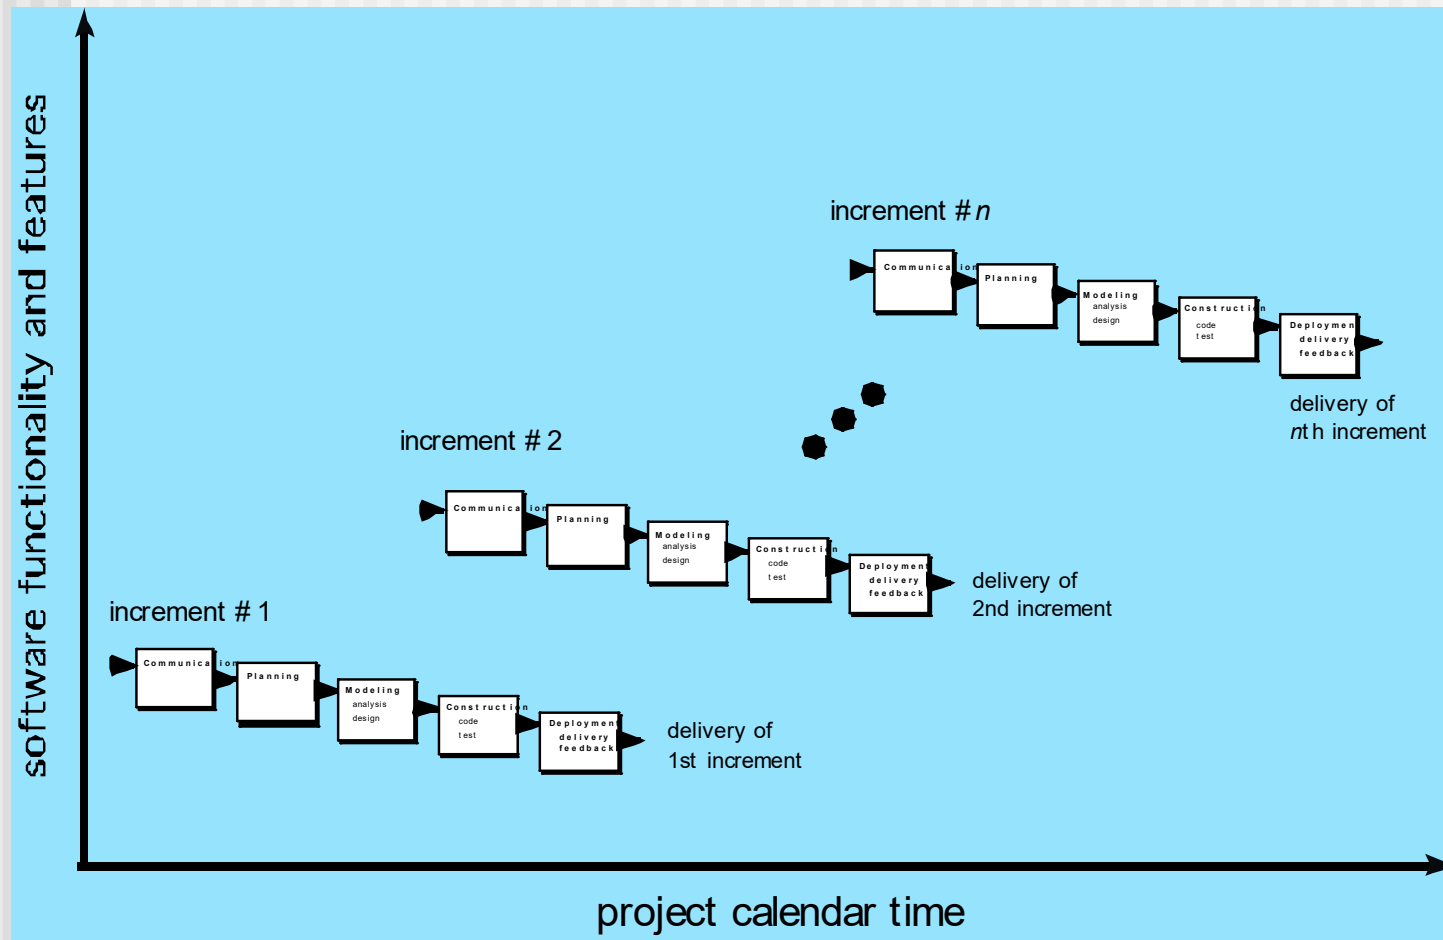 software functionality and features
increment # n
Communication
Planning
Modeling
analysis
design
Construction
code
test
Deployment
delivery
feedback
delivery of
nth increment
increment # 2
Communication
Planning
Modeling
analysis
design
Construction
code
test
Deployment
delivery
feedback
delivery of
2nd increment
increment # 1
Communication
Planning
Modeling
analysis
design
Construction
code
test
Deployment
delivery
feedback
delivery of
1st increment
project calendar time